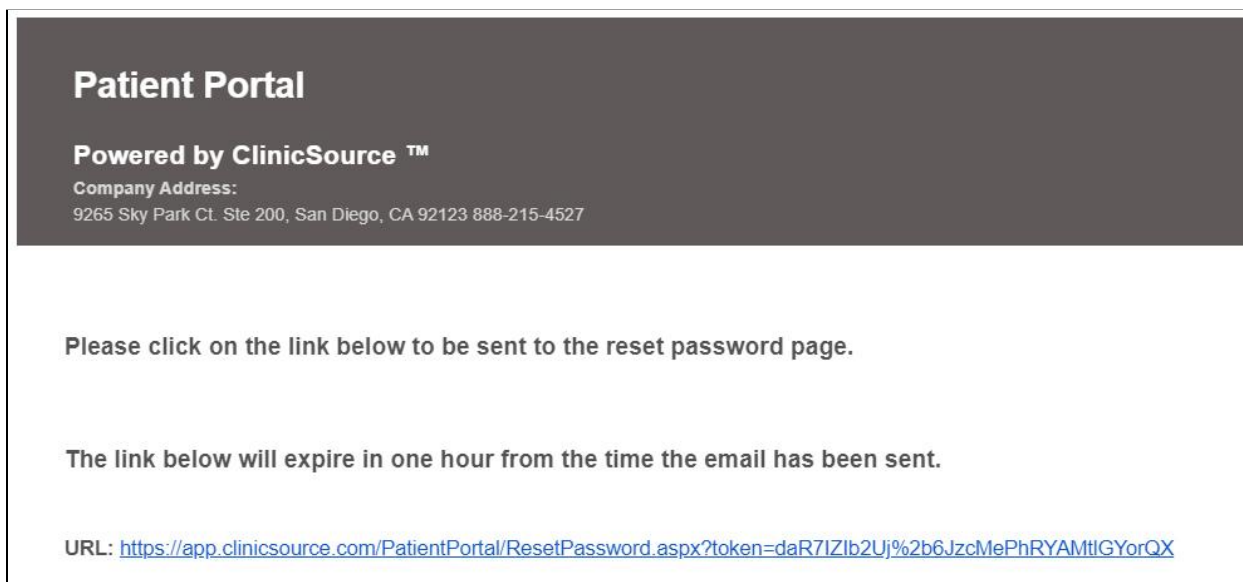 Patient Portal
Powered by ClinicSource ™
Company Address:
9265 Sky Park Ct. Ste 200, San Diego, CA 92123 888-215-4527
Please click on the link below to be sent to the reset password page.
The link below will expire in one hour from the time the email has been sent.
URL: https://app.clinicsource.com/PatientPortal/ResetPassword.aspx?token=daR7IZIb2Uj%2b6JzcMePhRYAMtlGYorQX